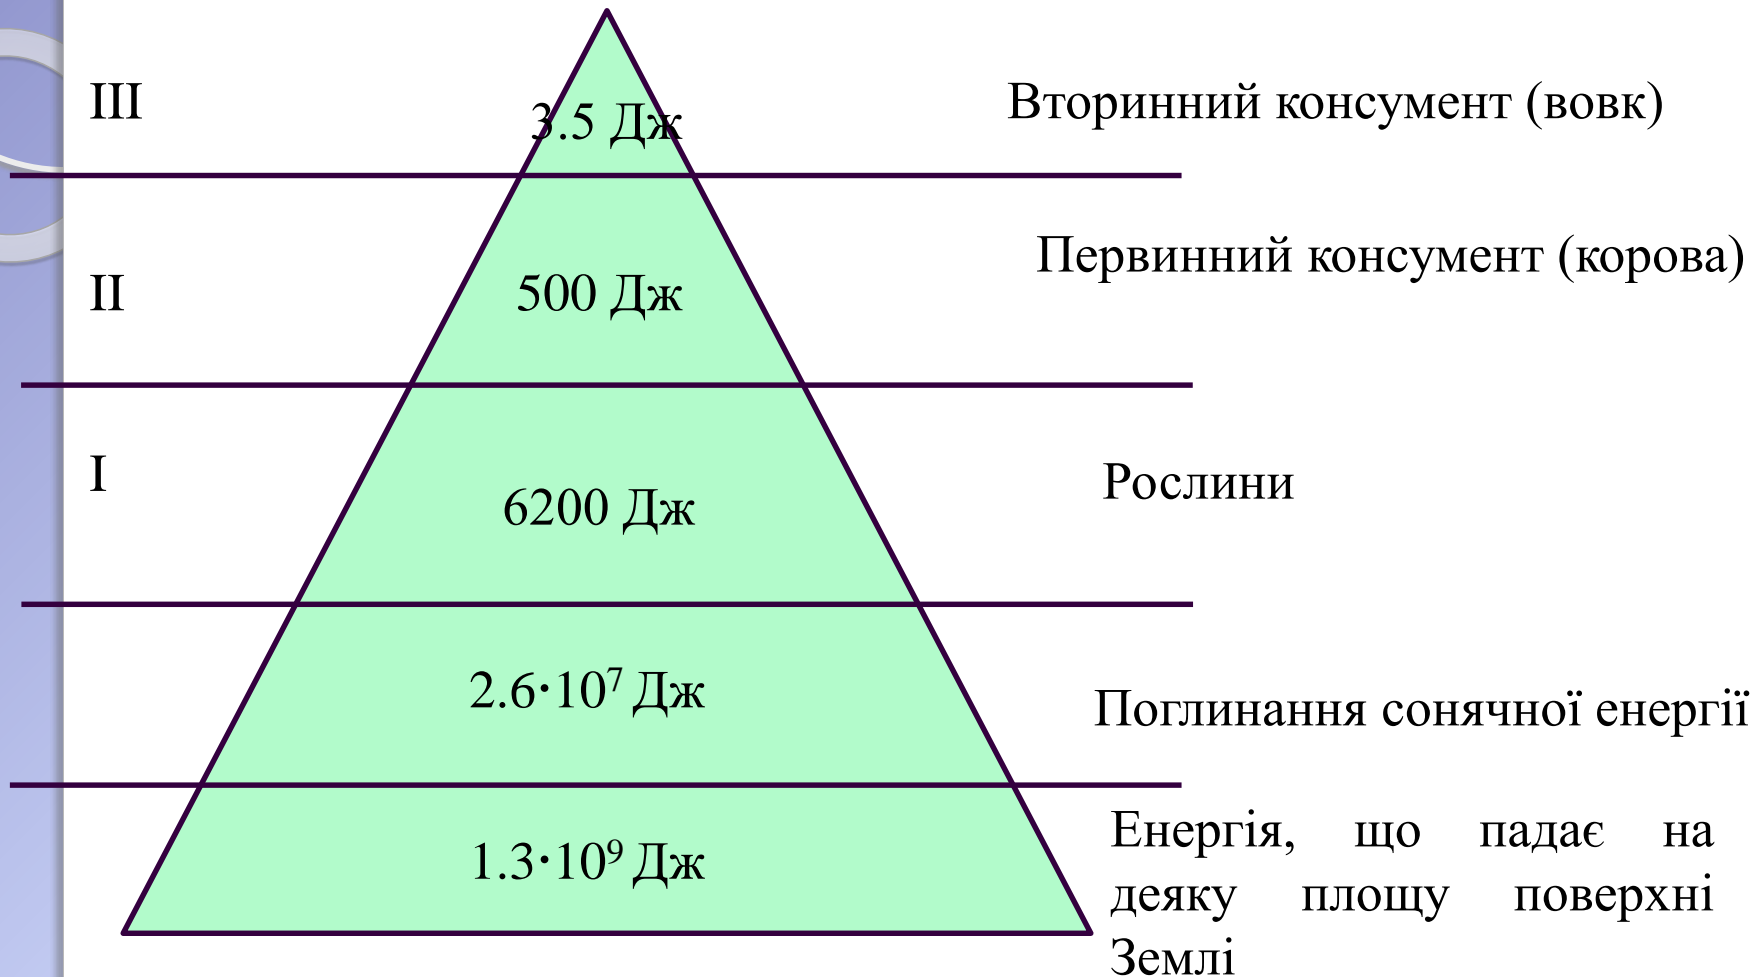 III
3.5 Дж
Вторинний консумент (вовк)
II
500 Дж
Первинний консумент (корова)
I
6200 Дж
Рослини
2.6·10⁷ Дж
Поглинання сонячної енергії
1.3·10⁹ Дж
Енергія, що падає на
деяку площу поверхні
Землі